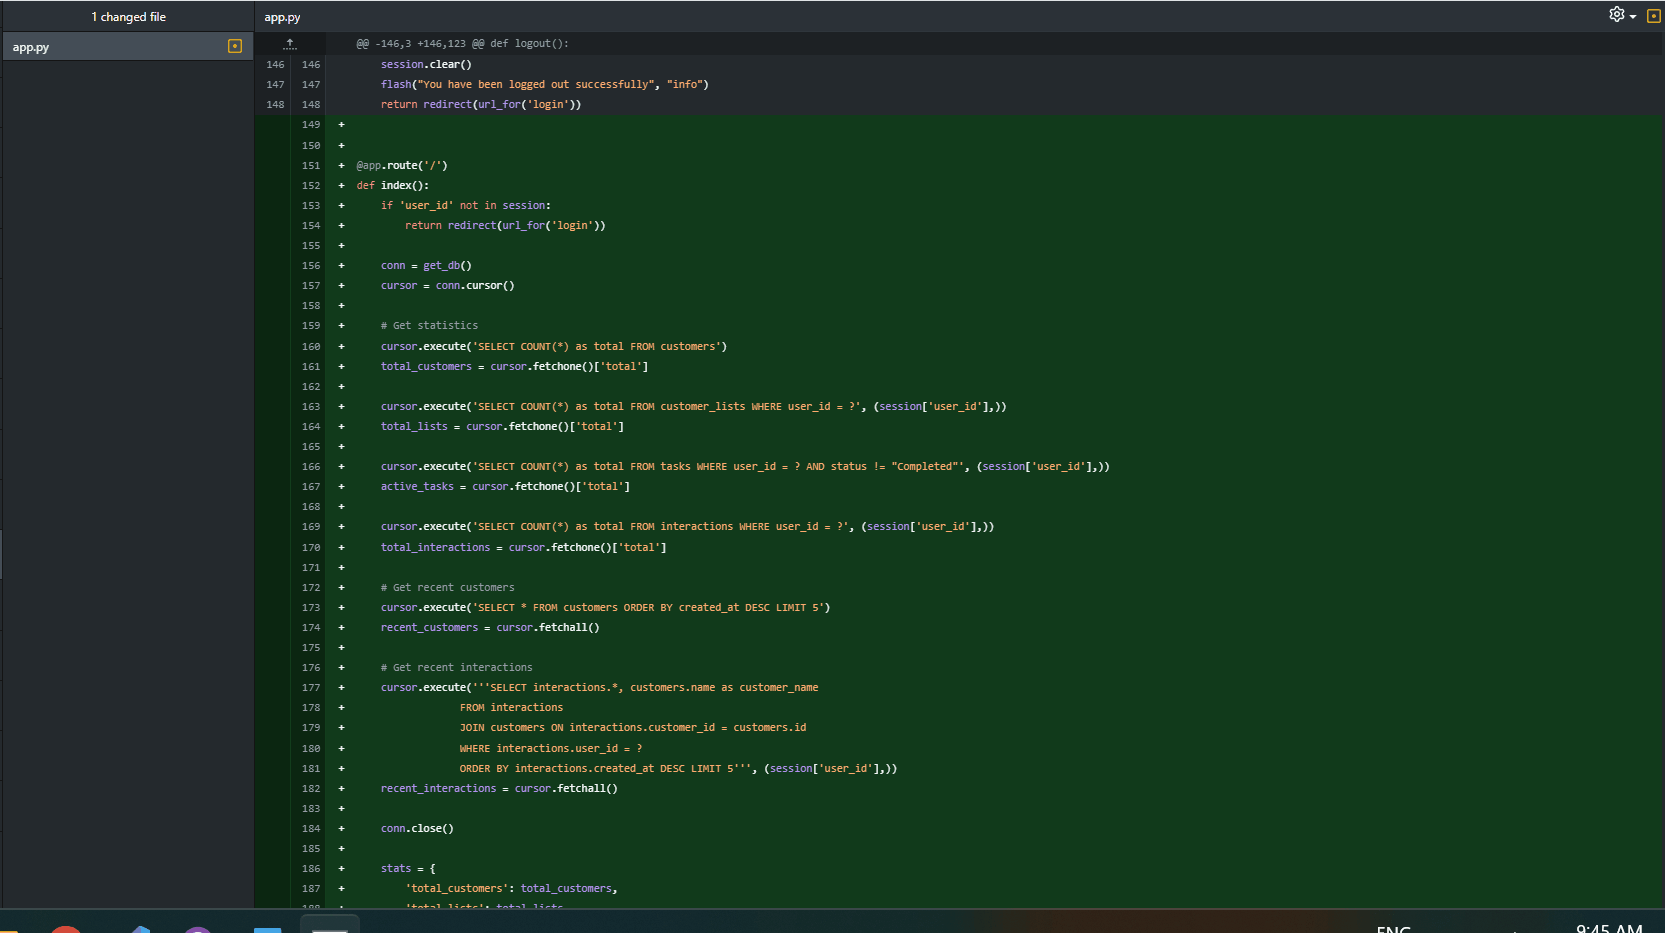 1 changed file
app.py
app.py
@@ -146,3 +146,123 @@ def logout():
146 146 session.clear()
147 147 flash("You have been logged out successfully", "info")
148 148 return redirect(url_for('login'))
149 +
150 +
151 + @app.route('/')
152 + def index():
153 + if 'user_id' not in session:
154 + return redirect(url_for('login'))
155 +
156 + conn = get_db()
157 + cursor = conn.cursor()
158 +
159 + # Get statistics
160 + cursor.execute('SELECT COUNT(*) as total FROM customers')
161 + total_customers = cursor.fetchone()['total']
162 +
163 + cursor.execute('SELECT COUNT(*) as total FROM customer_lists WHERE user_id = ?', (session['user_id'],))
164 + total_lists = cursor.fetchone()['total']
165 +
166 + cursor.execute('SELECT COUNT(*) as total FROM tasks WHERE user_id = ? AND status != "Completed"', (session['user_id'],))
167 + active_tasks = cursor.fetchone()['total']
168 +
169 + cursor.execute('SELECT COUNT(*) as total FROM interactions WHERE user_id = ?', (session['user_id'],))
170 + total_interactions = cursor.fetchone()['total']
171 +
172 + # Get recent customers
173 + cursor.execute('SELECT * FROM customers ORDER BY created_at DESC LIMIT 5')
174 + recent_customers = cursor.fetchall()
175 +
176 + # Get recent interactions
177 + cursor.execute('''SELECT interactions.*, customers.name as customer_name
178 + FROM interactions
179 + JOIN customers ON interactions.customer_id = customers.id
180 + WHERE interactions.user_id = ?
181 + ORDER BY interactions.created_at DESC LIMIT 5''', (session['user_id'],))
182 + recent_interactions = cursor.fetchall()
183 +
184 + conn.close()
185 +
186 + stats = {
187 + 'total_customers': total_customers,
188 + 'total_lists': total_lists
ENG
9:45 AM